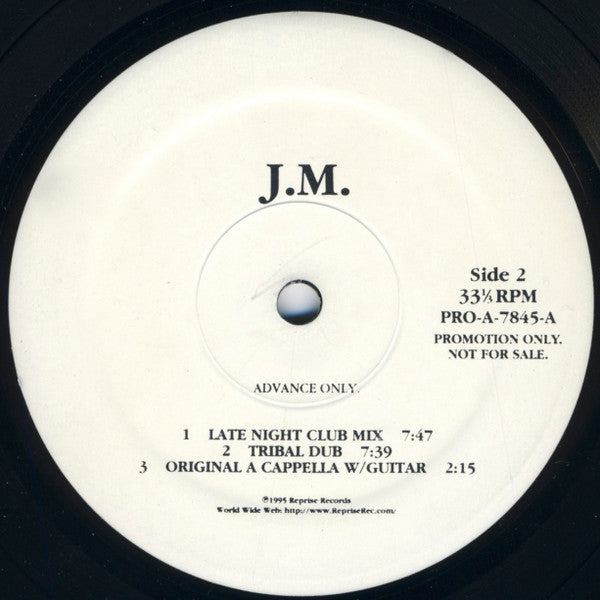 J.M.
Side 2
33⅓ RPM
PRO-A-7845-A
PROMOTION ONLY.
NOT FOR SALE.
ADVANCE ONLY.
1 LATE NIGHT CLUB MIX 7:47
2 TRIBAL DUB 7:39
3 ORIGINAL A CAPPELLA W/GUITAR 2:15
℗1995 Reprise Records
World Wide Web: http://www.RepriseRec.com/